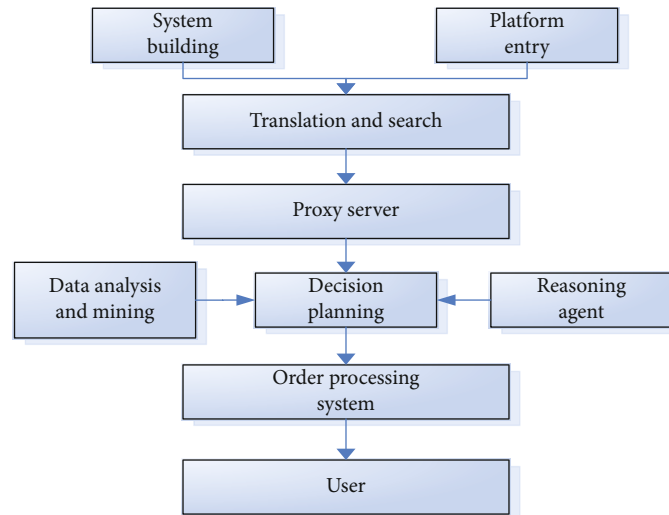 System
building
Platform
entry
Translation and search
Proxy server
Data analysis
and mining
Decision
planning
Reasoning
agent
Order processing
system
User